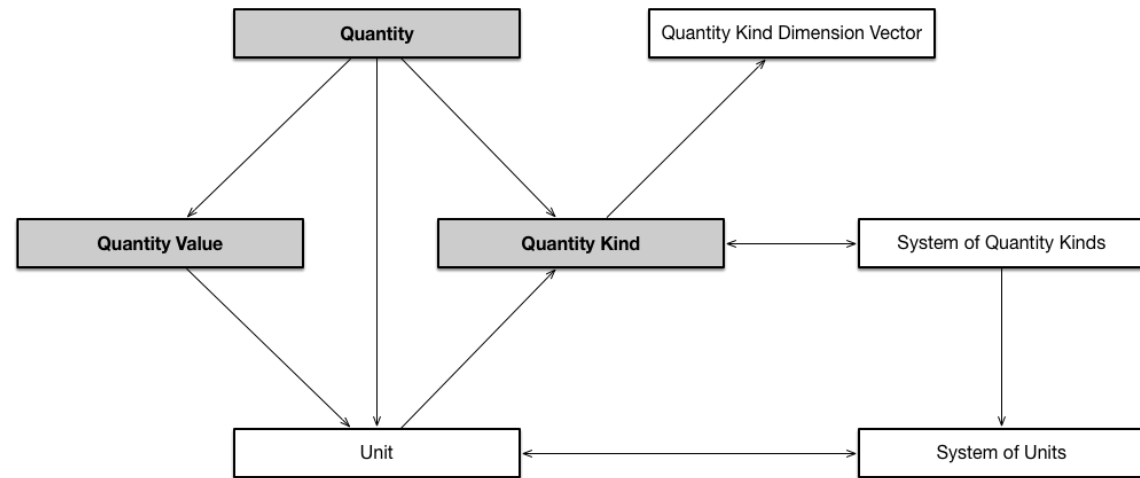 Quantity
Quantity Kind Dimension Vector
Quantity Value
Quantity Kind
System of Quantity Kinds
Unit
System of Units